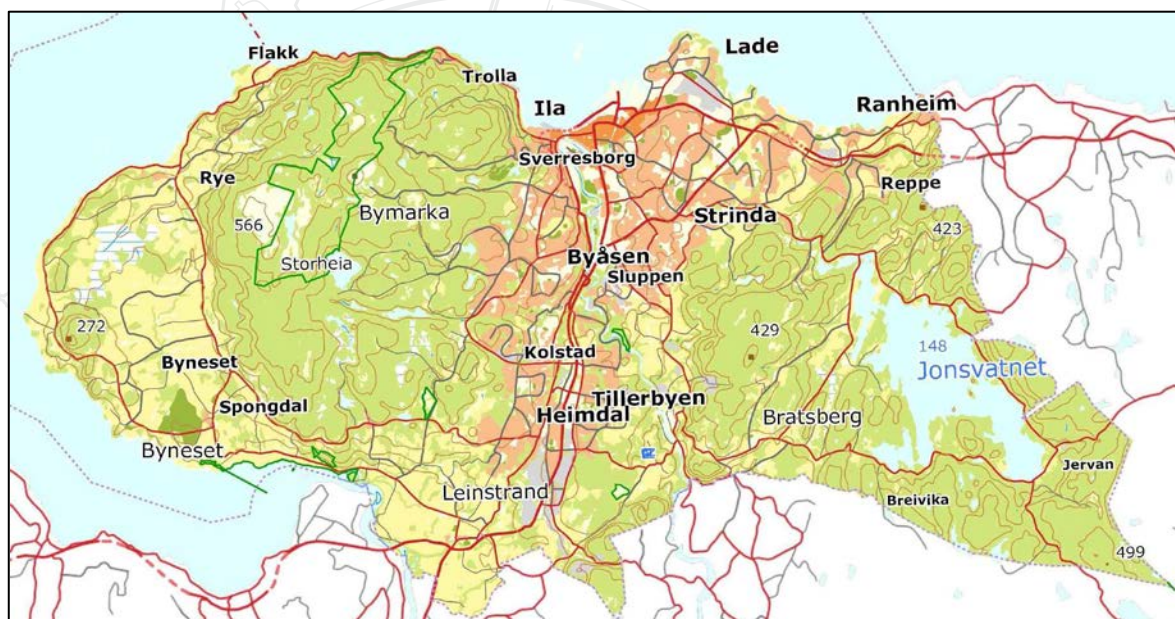 Lade
Flakk
Trolla
Ila
Ranheim
Sverresborg
Rye
Reppe
Bymarka
Strinda
566
423
Byåsen
Storheia
Sluppen
272
429
148
Kolstad
Jonsvatnet
Byneset
Tillerbyen
Spongdal
Heimdal
Bratsberg
Byneset
Jervan
Leinstrand
Breivika
499